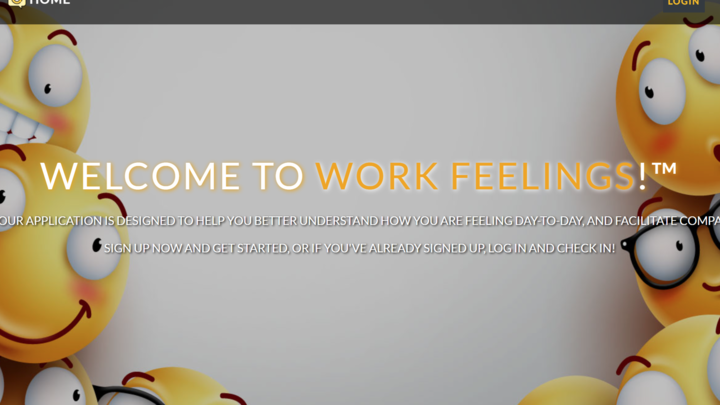 HOME
LOGIN
WELCOME TO WORK FEELINGS!™
OUR APPLICATION IS DESIGNED TO HELP YOU BETTER UNDERSTAND HOW YOU ARE FEELING DAY-TO-DAY, AND FACILITATE
SIGN UP NOW AND GET STARTED, OR IF YOU'VE ALREADY SIGNED UP, LOG IN AND CHECK IN!